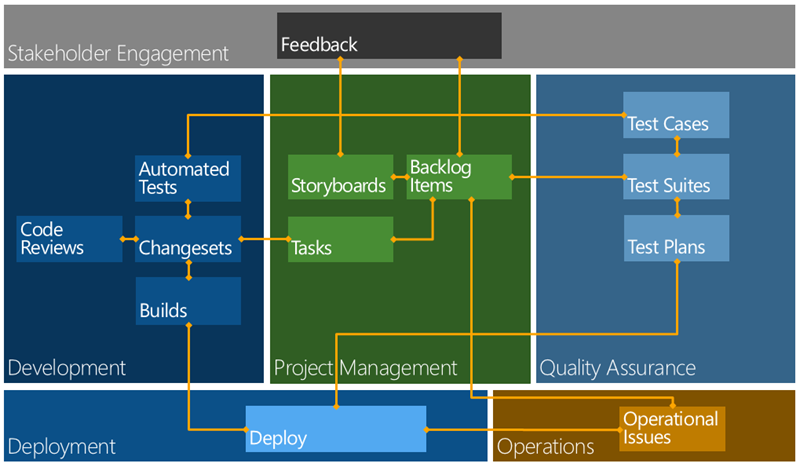 Feedback
Stakeholder Engagement
Automated
Tests
Code
Reviews
Changesets
Builds
Development
Storyboards
Backlog
Items
Tasks
Project Management
Test Cases
Test Suites
Test Plans
Quality Assurance
Deploy
Deployment
Operational
Issues
Operations